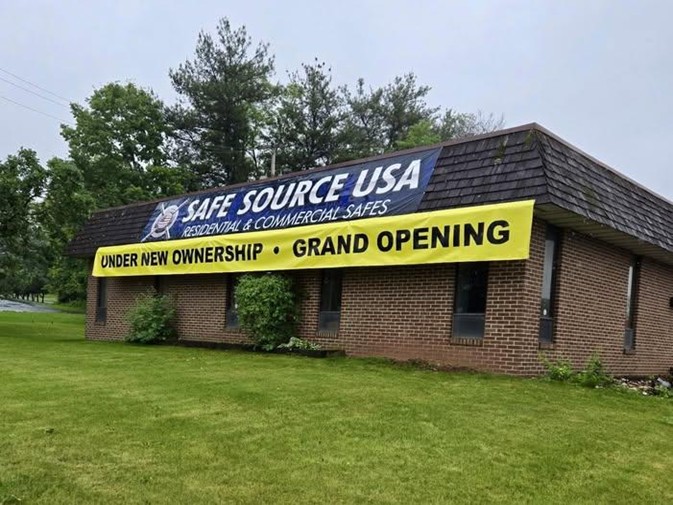 SAFE SOURCE USA
RESIDENTIAL & COMMERCIAL SAFES
UNDER NEW OWNERSHIP • GRAND OPENING